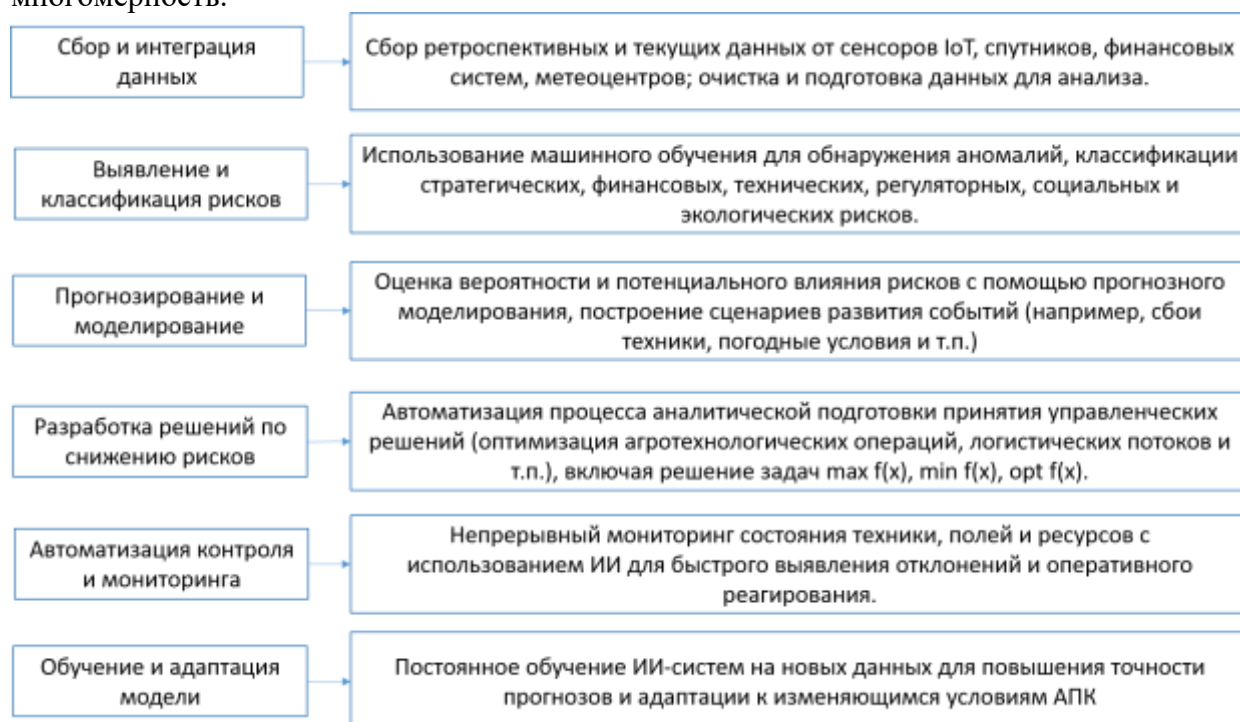 многомерность.
Сбор и интеграция
данных
Сбор ретроспективных и текущих данных от сенсоров IoT, спутников, финансовых
систем, метеоцентров; очистка и подготовка данных для анализа.
Выявление и
классификация рисков
Использование машинного обучения для обнаружения аномалий, классификации
стратегических, финансовых, технических, регуляторных, социальных и
экологических рисков.
Прогнозирование и
моделирование
Оценка вероятности и потенциального влияния рисков с помощью прогнозного
моделирования, построение сценариев развития событий (например, сбои
техники, погодные условия и т.п.)
Разработка решений по
снижению рисков
Автоматизация процесса аналитической подготовки принятия управленческих
решений (оптимизация агротехнологических операций, логистических потоков и
т.п.), включая решение задач max f(x), min f(x), opt f(x).
Автоматизация контроля
и мониторинга
Непрерывный мониторинг состояния техники, полей и ресурсов с
использованием ИИ для быстрого выявления отклонений и оперативного
реагирования.
Обучение и адаптация
модели
Постоянное обучение ИИ-систем на новых данных для повышения точности
прогнозов и адаптации к изменяющимся условиям АПК